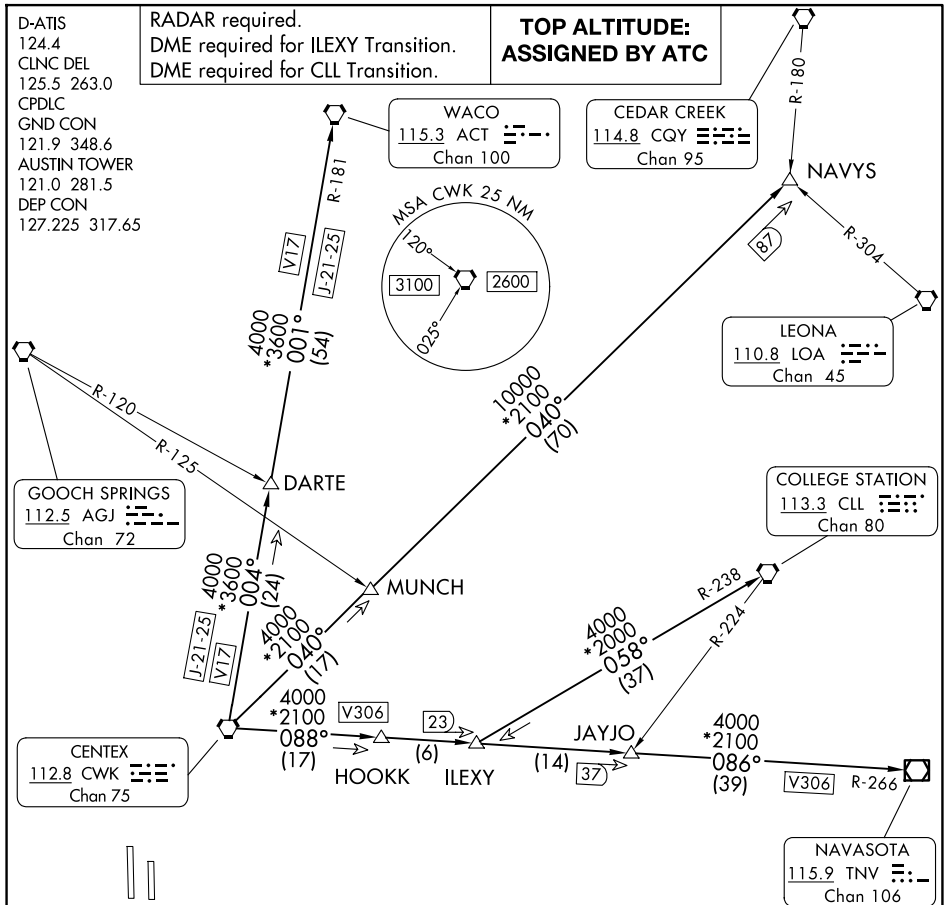 D-ATIS
124.4
CLNC DEL
125.5 263.0
CPDLC
GND CON
121.9 348.6
AUSTIN TOWER
121.0 281.5
DEP CON
127.225 317.65
RADAR required.
DME required for ILEXY Transition.
DME required for CLL Transition.
TOP ALTITUDE:
ASSIGNED BY ATC
WACO
115.3 ACT
Chan 100
CEDAR CREEK
114.8 CQY
Chan 95
R-180
NAVYS
R-181
V17
J-21-25
MSA CWK 25 NM
120°
3100
2600
025°
87
R-304
LEONA
110.8 LOA
Chan 45
4000
*3600
001°
(54)
10000
*2100
040°
(70)
R-120
R-125
DARTE
GOOCH SPRINGS
112.5 AGJ
Chan 72
COLLEGE STATION
113.3 CLL
Chan 80
4000
*3600
004°
(24)
J-21-25
V17
MUNCH
4000
*2100
040°
(17)
R-238
R-224
4000
*2000
058°
(37)
4000
*2100
088°
(17)
V306
HOOKK
23
(6)
ILEXY
JAYJO
(14)
37
4000
*2100
086°
(39)
V306
R-266
CENTEX
112.8 CWK
Chan 75
NAVASOTA
115.9 TNV
Chan 106